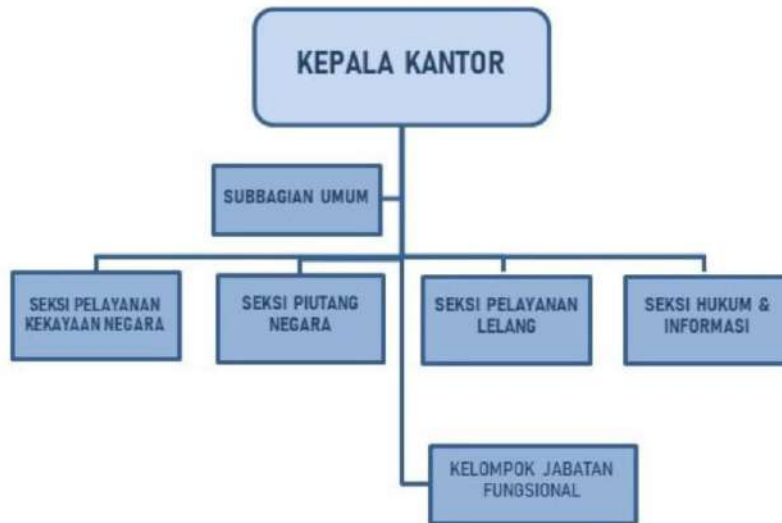 KEPALA KANTOR
SUBBAGIAN UMUM
SEKSI PELAYANAN
KEKAYAAN NEGARA
SEKSI PIUTANG
NEGARA
SEKSI PELAYANAN
LELANG
SEKSI HUKUM &
INFORMASI
KELOMPOK JABATAN
FUNGSIONAL